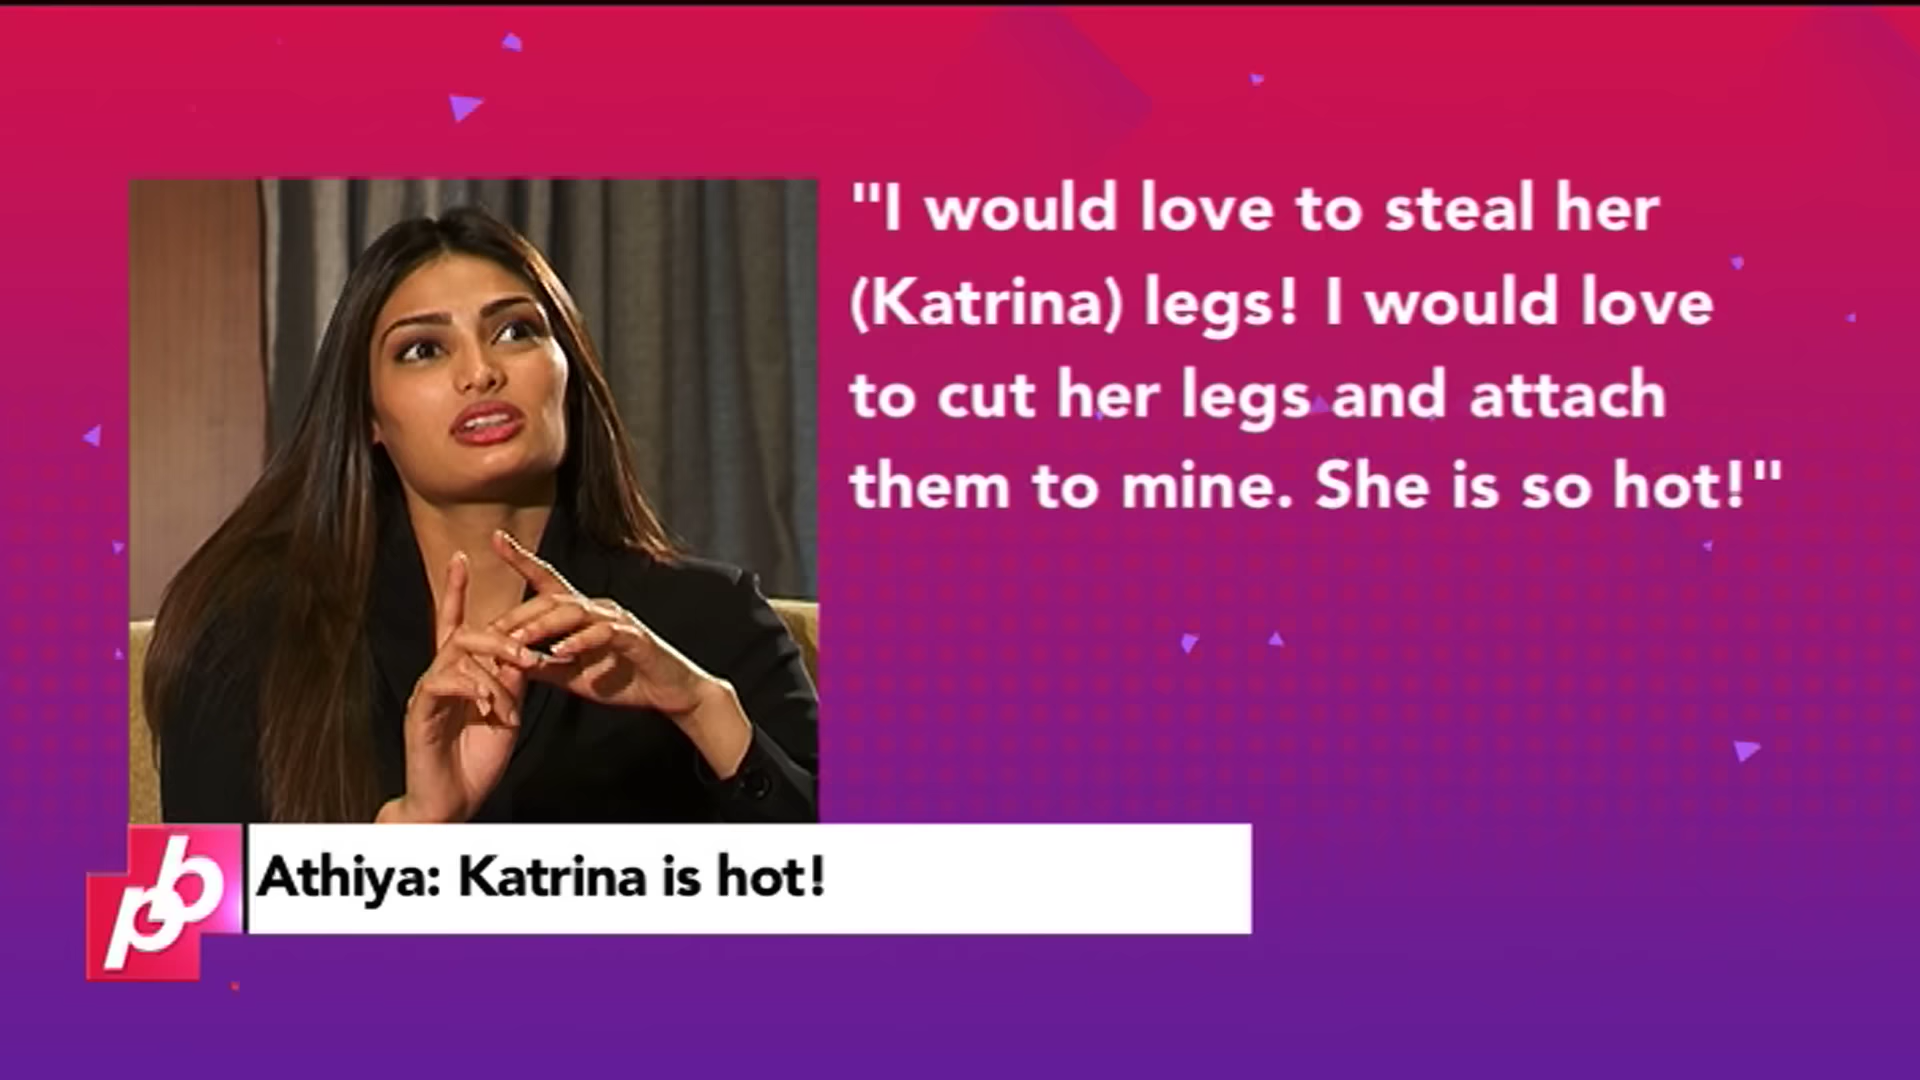 "I would love to steal her
(Katrina) legs! I would love
to cut her legs and attach
them to mine. She is so hot!"
pb
Athiya: Katrina is hot!